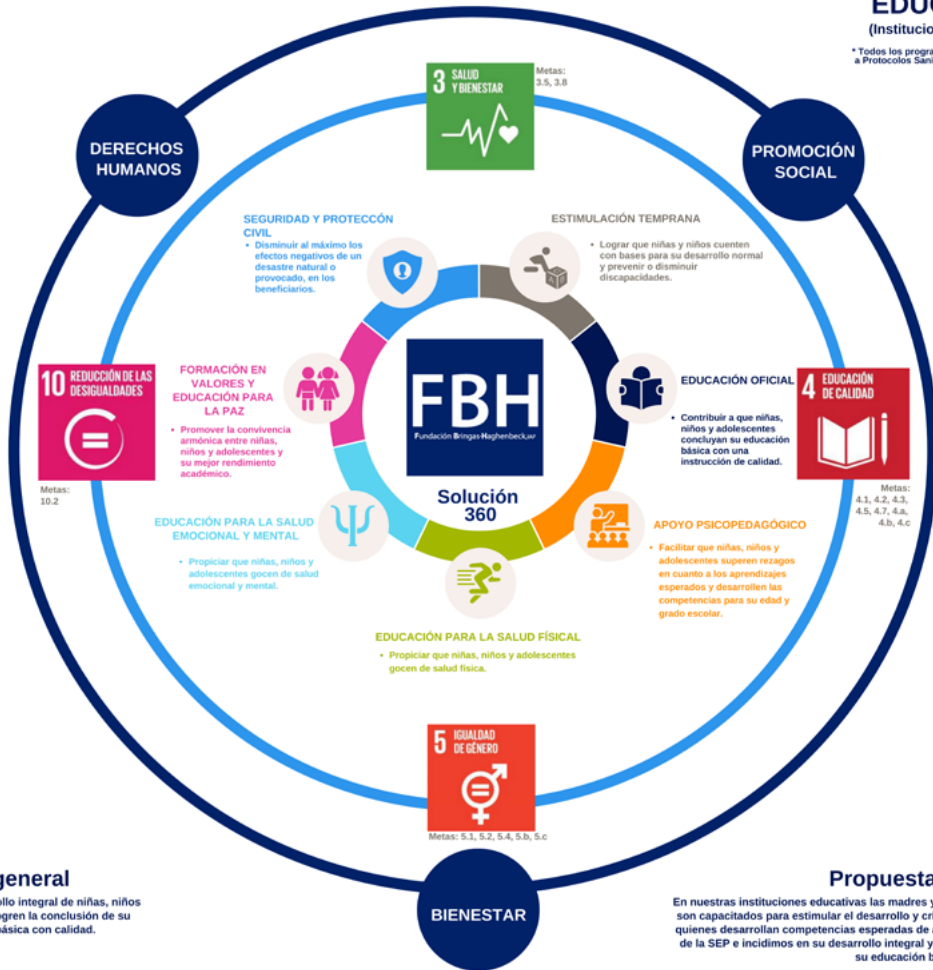 EDUC
(Institucio
* Todos los progra
a Protocolos Sani
3 SALUD
Y BIENESTAR
Metas:
3.5, 3.8
DERECHOS
HUMANOS
PROMOCIÓN
SOCIAL
SEGURIDAD Y PROTECCÓN
CIVIL
• Disminuir al máximo los
efectos negativos de un
desastre natural o
provocado, en los
beneficiarios.
ESTIMULACIÓN TEMPRANA
• Lograr que niñas y niños cuenten
con bases para su desarrollo normal
y prevenir o disminuir
discapacidades.
10 REDUCCIÓN DE LAS
DESIGUALDADES
Metas:
10.2
FORMACIÓN EN
VALORES Y
EDUCACIÓN PARA
LA PAZ
• Promover la convivencia
armónica entre niñas,
niños y adolescentes y
su mejor rendimiento
académico.
FBH
Fundación Bringas-Haghenbeck,IAP
Solución
360
EDUCACIÓN OFICIAL
• Contribuir a que niñas,
niños y adolescentes
concluyan su educación
básica con una
instrucción de calidad.
4 EDUCACIÓN
DE CALIDAD
Metas:
4.1, 4.2, 4.3,
4.5, 4.7, 4.a,
4.b, 4.c
EDUCACIÓN PARA LA SALUD
EMOCIONAL Y MENTAL
• Propiciar que niñas, niños y
adolescentes gocen de salud
emocional y mental.
APOYO PSICOPEDAGÓGICO
• Facilitar que niñas, niños y
adolescentes superen rezagos
en cuanto a los aprendizajes
esperados y desarrollen las
competencias para su edad y
grado escolar.
EDUCACIÓN PARA LA SALUD FÍSICAL
• Propiciar que niñas, niños y adolescentes
gocen de salud física.
5 IGUALDAD
DE GÉNERO
Metas: 5.1, 5.2, 5.4, 5.b, 5.c
BIENESTAR
general
llo integral de niñas, niños
ogren la conclusión de su
básica con calidad.
Propuesta
En nuestras instituciones educativas las madres y
son capacitados para estimular el desarrollo y cri
quienes desarrollan competencias esperadas de a
de la SEP e incidimos en su desarrollo integral y
su educación b